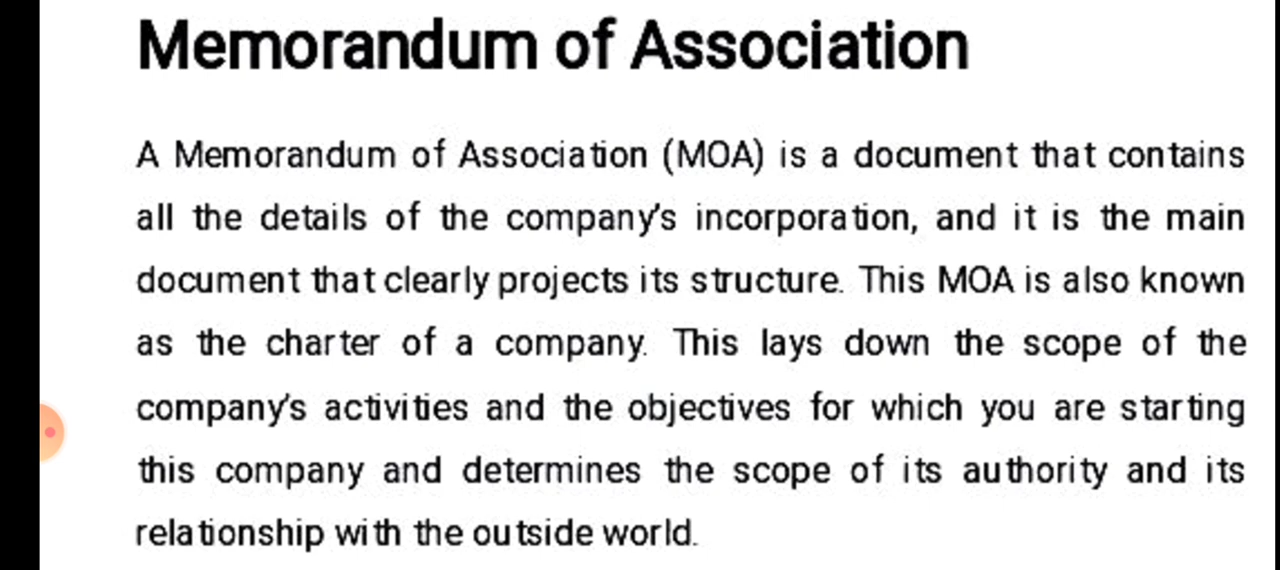 Memorandum of Association
A Memorandum of Association (MOA) is a document that contains
all the details of the company's incorporation, and it is the main
document that clearly projects its structure. This MOA is also known
as the charter of a company. This lays down the scope of the
company's activities and the objectives for which you are starting
this company and determines the scope of its authority and its
relationship with the outside world.